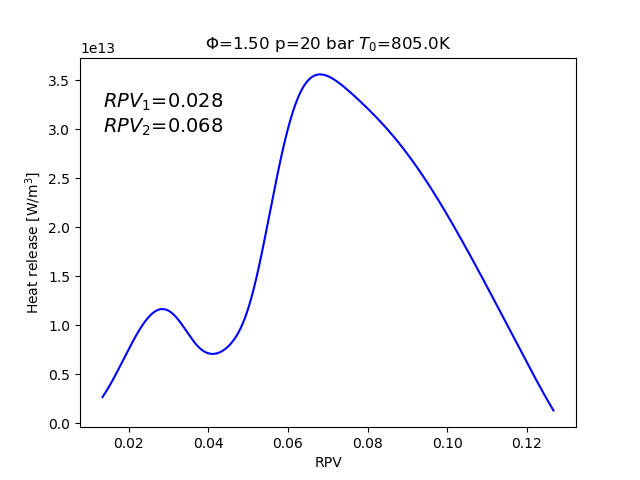 Φ=1.50 p=20 bar T₀=805.0K
1e13
RPV₁=0.028
RPV₂=0.068
3.5
3.0
2.5
2.0
1.5
1.0
0.5
0.0
Heat release [W/m³]
0.02 0.04 0.06 0.08 0.10 0.12
RPV